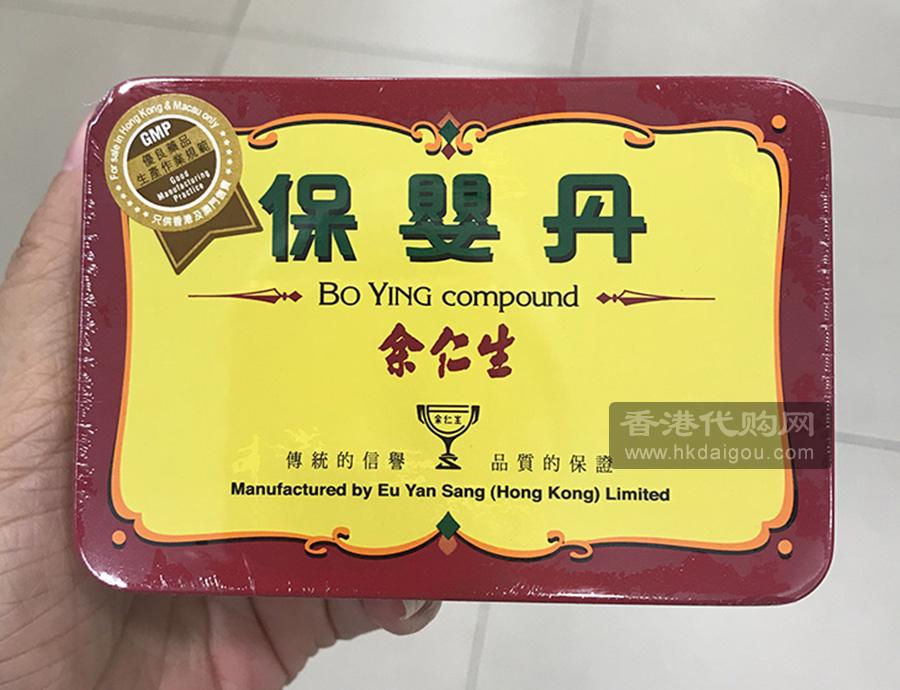 For sale in Hong Kong & Macau only
GMP
優良藥品
生產作業規範
Good
Manufacturing
Practice
只供香港及澳門銷售
保嬰丹
BO YING compound
余仁生
余仁生
傳統的信譽 品質的保證
Manufactured by Eu Yan Sang (Hong Kong) Limited
香港代购网
www.hkdaigou.com